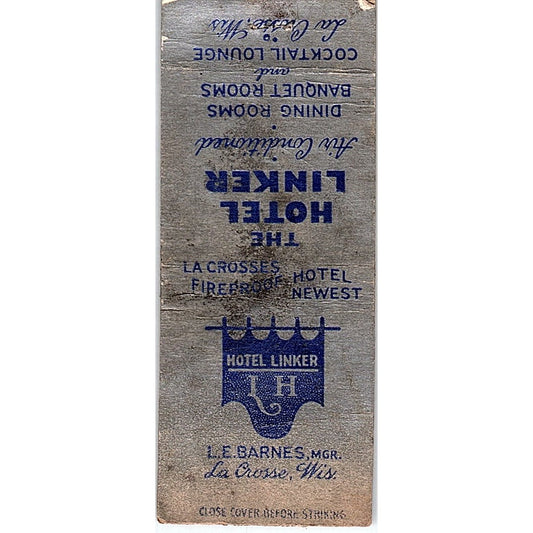 THE
HOTEL
LINKER
Air Conditioned
DINING ROOMS
BANQUET ROOMS
and
COCKTAIL LOUNGE
La Crosse, Wis
LA CROSSES HOTEL
FIREPROOF NEWEST
HOTEL LINKER
LH
L.E. BARNES, MGR.
La Crosse, Wis.
CLOSE COVER BEFORE STRIKING